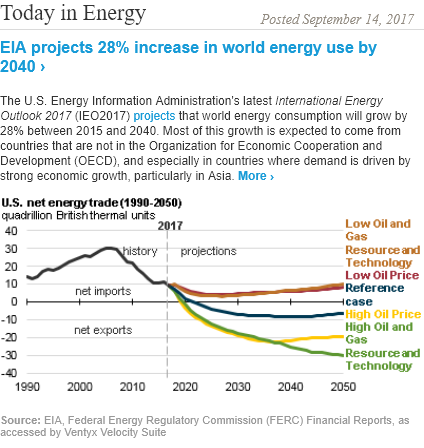 Today in Energy
Posted September 14, 2017
EIA projects 28% increase in world energy use by
2040 ›
The U.S. Energy Information Administration's latest International Energy
Outlook 2017 (IEO2017) projects that world energy consumption will grow by
28% between 2015 and 2040. Most of this growth is expected to come from
countries that are not in the Organization for Economic Cooperation and
Development (OECD), and especially in countries where demand is driven by
strong economic growth, particularly in Asia. More ›
U.S. net energy trade (1990-2050)
quadrillion British thermal units
2017
40
30
20
10
0
-10
-20
-30
-40
history
projections
net imports
net exports
1990
2000
2010
2020
2030
2040
2050
Low Oil and
Gas
Resource and
Technology
Low Oil Price
Reference
case
High Oil Price
High Oil and
Gas
Resource and
Technology
Source: EIA, Federal Energy Regulatory Commission (FERC) Financial Reports, as
accessed by Ventyx Velocity Suite